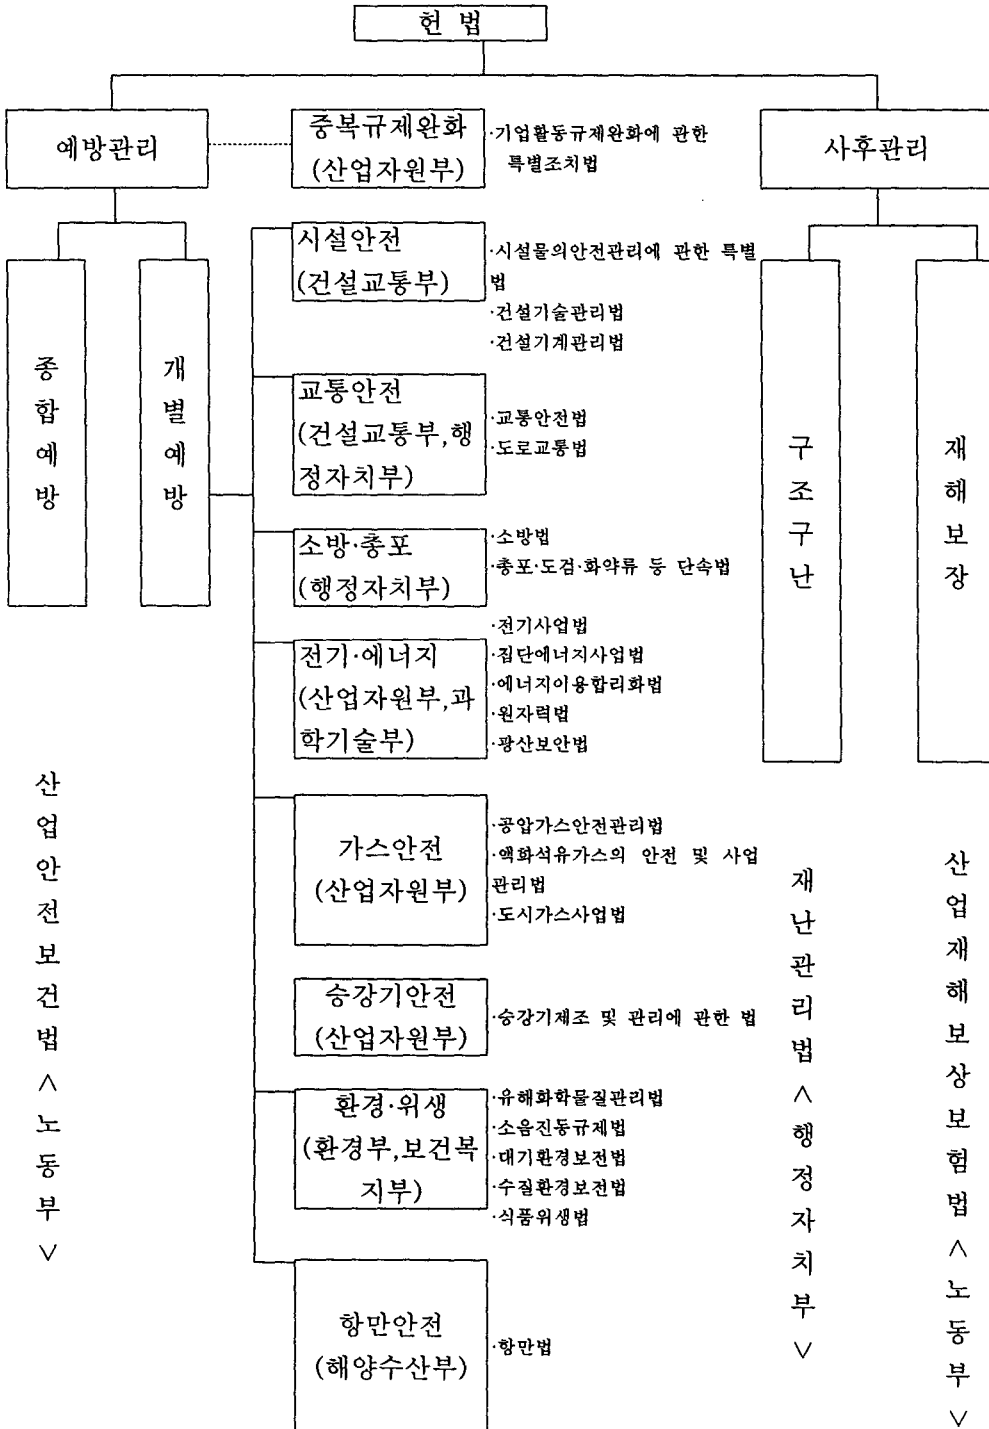 헌 법
예방관리
중복규제완화
(산업자원부)
·기업활동규제완화에 관한
특별조치법
사후관리
종합예방
개별예방
시설안전
(건설교통부)
·시설물의안전관리에 관한 특별
법
·건설기술관리법
·건설기계관리법
교통안전
(건설교통부,행
정자치부)
·교통안전법
·도로교통법
소방·총포
(행정자치부)
·소방법
·총포·도검·화약류 등 단속법
전기·에너지
(산업자원부,과
학기술부)
·전기사업법
·집단에너지사업법
·에너지이용합리화법
·원자력법
·광산보안법
가스안전
(산업자원부)
·공압가스안전관리법
·액화석유가스의 안전 및 사업
관리법
·도시가스사업법
승강기안전
(산업자원부)
·승강기제조 및 관리에 관한 법
환경·위생
(환경부,보건복
지부)
·유해화학물질관리법
·소음진동규제법
·대기환경보전법
·수질환경보전법
·식품위생법
항만안전
(해양수산부)
·항만법
구조구난
재해보장
산업안전보건법<노동부>
재난관리법<행정자치부>
산업재해보상보험법<노동부>